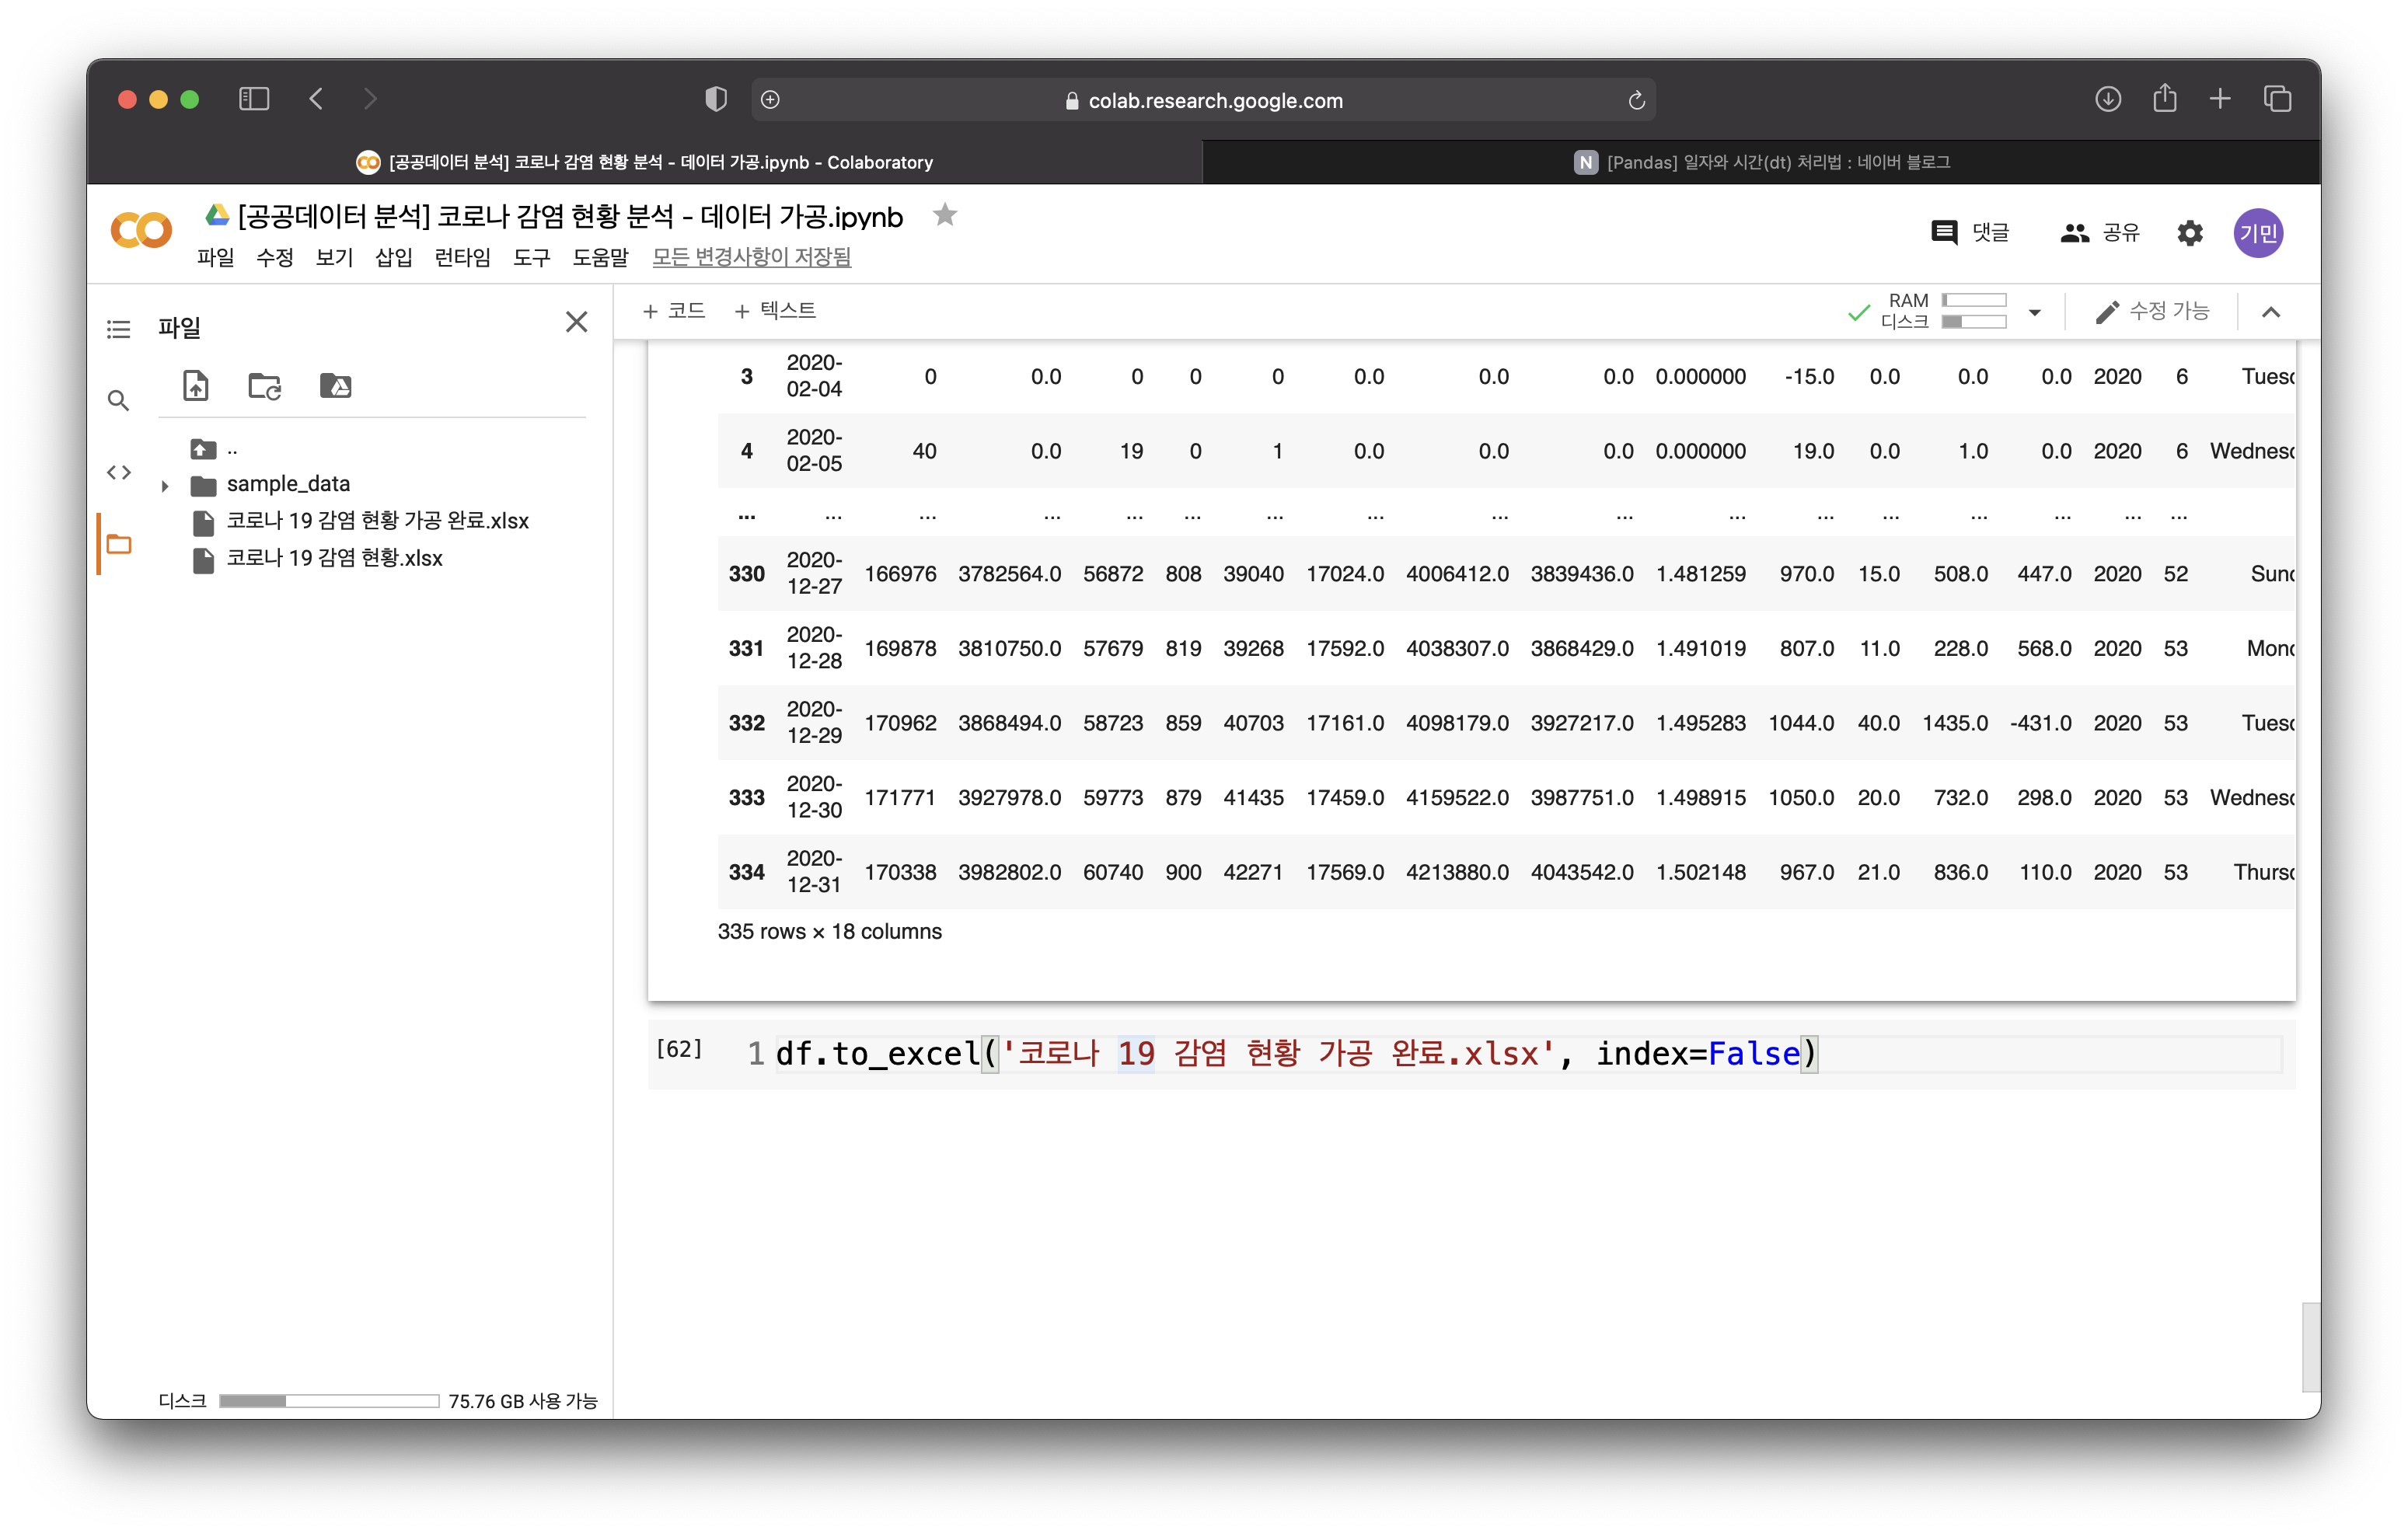 colab.research.google.com
[공공데이터 분석] 코로나 감염 현황 분석 - 데이터 가공.ipynb - Colaboratory
N [Pandas] 일자와 시간(dt) 처리법 : 네이버 블로그
[공공데이터 분석] 코로나 감염 현황 분석 - 데이터 가공.ipynb
댓글 공유 기민
파일 수정 보기 삽입 런타임 도구 도움말 모든 변경사항이 저장됨
파일
+ 코드 + 텍스트
RAM
디스크
수정 가능
..
sample_data
코로나 19 감염 현황 가공 완료.xlsx
코로나 19 감염 현황.xlsx
3 2020-02-04 0 0.0 0 0 0 0.0 0.0 0.0 0.000000 -15.0 0.0 0.0 0.0 2020 6 Tuesc
4 2020-02-05 40 0.0 19 0 1 0.0 0.0 0.0 0.000000 19.0 0.0 1.0 0.0 2020 6 Wednesc
... ... ... ... ... ... ... ... ... ... ... ... ... ... ... ... ...
330 2020-12-27 166976 3782564.0 56872 808 39040 17024.0 4006412.0 3839436.0 1.481259 970.0 15.0 508.0 447.0 2020 52 Sunc
331 2020-12-28 169878 3810750.0 57679 819 39268 17592.0 4038307.0 3868429.0 1.491019 807.0 11.0 228.0 568.0 2020 53 Monc
332 2020-12-29 170962 3868494.0 58723 859 40703 17161.0 4098179.0 3927217.0 1.495283 1044.0 40.0 1435.0 -431.0 2020 53 Tuesc
333 2020-12-30 171771 3927978.0 59773 879 41435 17459.0 4159522.0 3987751.0 1.498915 1050.0 20.0 732.0 298.0 2020 53 Wednesc
334 2020-12-31 170338 3982802.0 60740 900 42271 17569.0 4213880.0 4043542.0 1.502148 967.0 21.0 836.0 110.0 2020 53 Thursc
335 rows × 18 columns
[62] 1 df.to_excel('코로나 19 감염 현황 가공 완료.xlsx', index=False)
디스크 75.76 GB 사용 가능